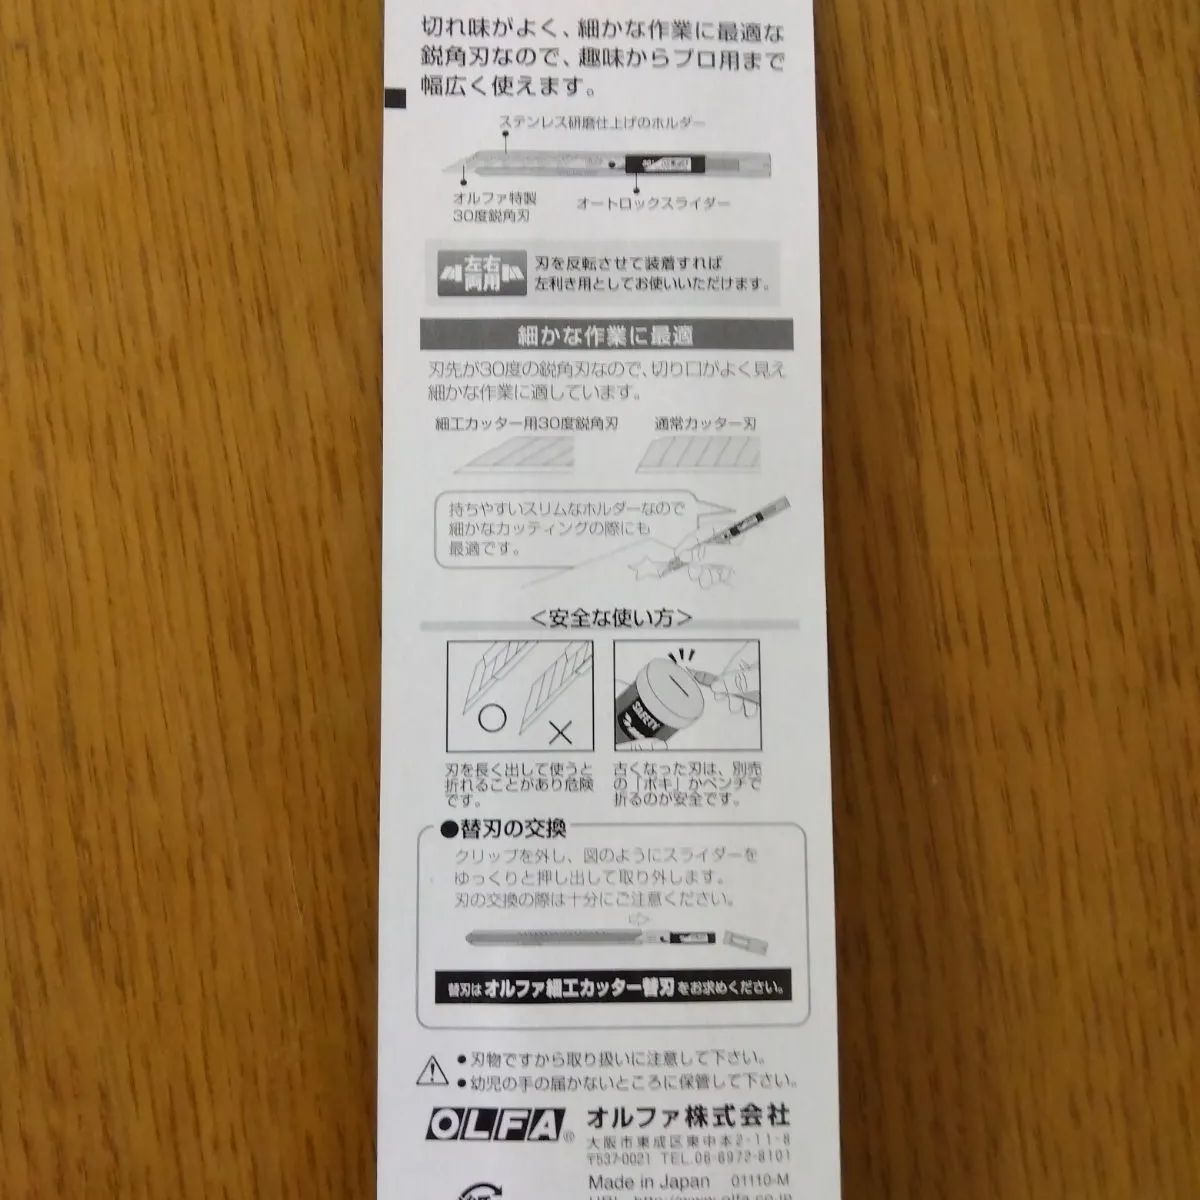 切れ味がよく、細かな作業に最適な
鋭角刃なので、趣味からプロ用まで
幅広く使えます。
ステンレス研磨仕上げのホルダー
オルファ特製
30度鋭角刃
オートロックスライダー
左右
両用
刃を反転させて装着すれば
左利き用としてお使いいただけます。
細かな作業に最適
刃先が30度の鋭角刃なので、切り口がよく見え
細かな作業に適しています。
細工カッター用30度鋭角刃
通常カッター刃
持ちやすいスリムなホルダーなので
細かなカッティングの際にも
最適です。
<安全な使い方>
SAFETY
刃を長く出して使うと
折れることがあり危険
です。
古くなった刃は、別売
の「ポキ」かペンチで
折るのが安全です。
●替刃の交換
クリップを外し、図のようにスライダーを
ゆっくりと押し出して取り外します。
刃の交換の際は十分にご注意ください。
替刃はオルファ細工カッター替刃をお求めください。
●刃物ですから取り扱いに注意して下さい。
●幼児の手の届かないところに保管して下さい。
OLFA® オルファ株式会社
大阪市東成区東中本2-11-8
〒537-0021 TEL.06-6972-8101
Made in Japan 01110-M
URL http://www.olfa.co.jp